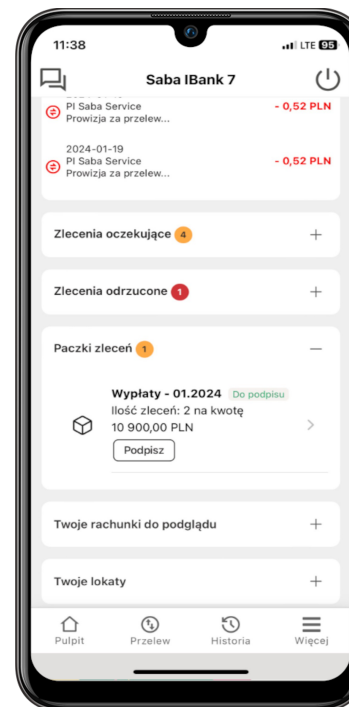 11:38
LTE 95
Saba IBank 7
PI Saba Service
- 0,52 PLN
Prowizja za przelew...
2024-01-19
PI Saba Service
- 0,52 PLN
Prowizja za przelew...
Zlecenia oczekujące 4
Zlecenia odrzucone 1
Paczki zleceń 1
Wypłaty - 01.2024 Do podpisu
Ilość zleceń: 2 na kwotę
10 900,00 PLN
Podpisz
Twoje rachunki do podglądu
Twoje lokaty
Pulpit Przelew Historia Więcej